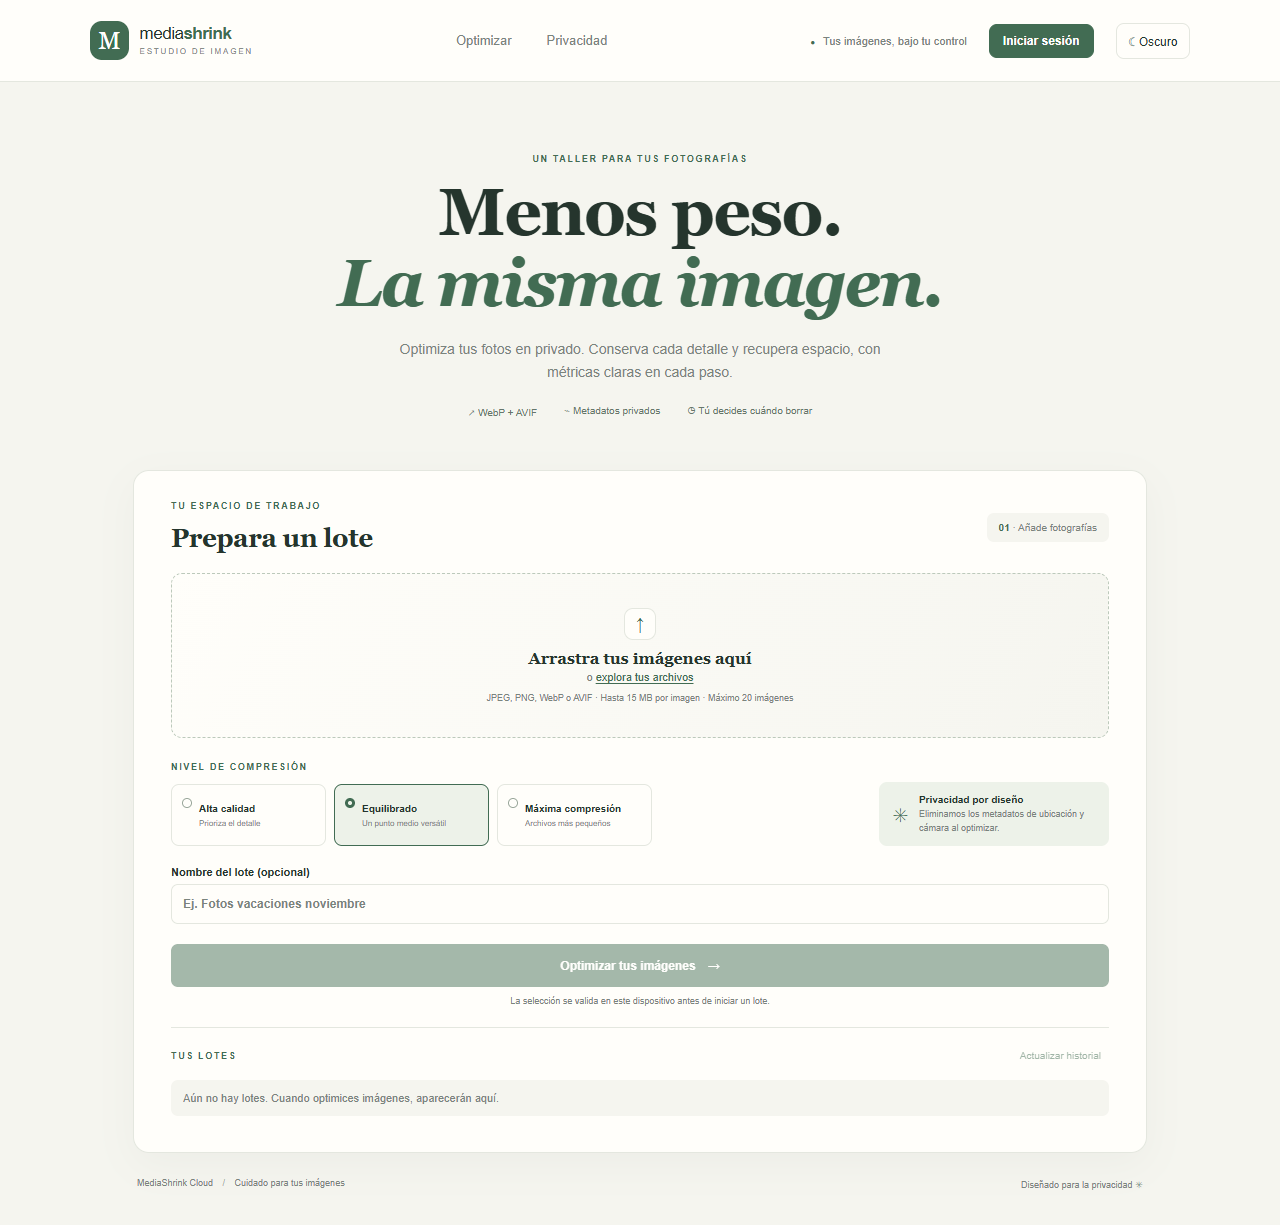 M
mediashrink
ESTUDIO DE IMAGEN
Optimizar
Privacidad
Tus imágenes, bajo tu control
Iniciar sesión
Oscuro
UN TALLER PARA TUS FOTOGRAFÍAS
Menos peso.
La misma imagen.
Optimiza tus fotos en privado. Conserva cada detalle y recupera espacio, con
métricas claras en cada paso.
WebP + AVIF
Metadatos privados
Tú decides cuándo borrar
TU ESPACIO DE TRABAJO
Prepara un lote
01 · Añade fotografías
Arrastra tus imágenes aquí
o explora tus archivos
JPEG, PNG, WebP o AVIF · Hasta 15 MB por imagen · Máximo 20 imágenes
NIVEL DE COMPRESIÓN
Alta calidad
Prioriza el detalle
Equilibrado
Un punto medio versátil
Máxima compresión
Archivos más pequeños
Privacidad por diseño
Eliminamos los metadatos de ubicación y
cámara al optimizar.
Nombre del lote (opcional)
Ej. Fotos vacaciones noviembre
Optimizar tus imágenes →
La selección se valida en este dispositivo antes de iniciar un lote.
TUS LOTES
Actualizar historial
Aún no hay lotes. Cuando optimices imágenes, aparecerán aquí.
MediaShrink Cloud / Cuidado para tus imágenes
Diseñado para la privacidad